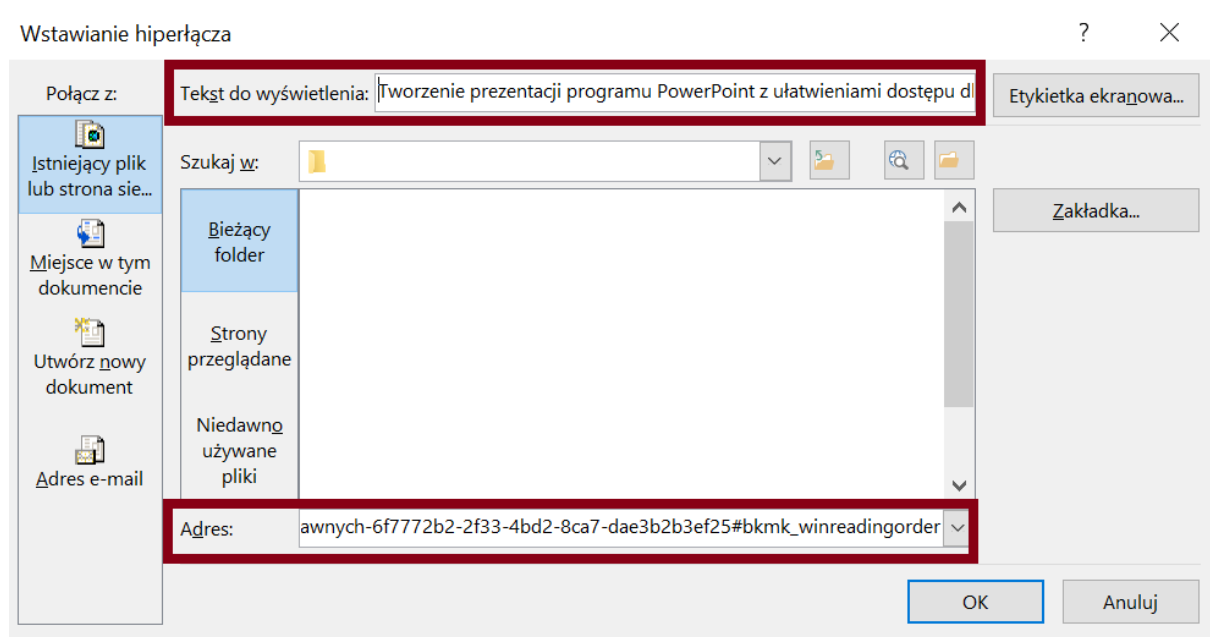 Wstawianie hiperłącza
?
Połącz z:
Tekst do wyświetlenia: Tworzenie prezentacji programu PowerPoint z ułatwieniami dostępu dl
Etykietka ekranowa...
Istniejący plik
lub strona sie...
Szukaj w:
Bieżący
folder
Zakładka...
Miejsce w tym
dokumencie
Strony
przeglądane
Utwórz nowy
dokument
Niedawno
używane
pliki
Adres e-mail
Adres: awnych-6f7772b2-2f33-4bd2-8ca7-dae3b2b3ef25#bkmk_winreadingorder
OK
Anuluj